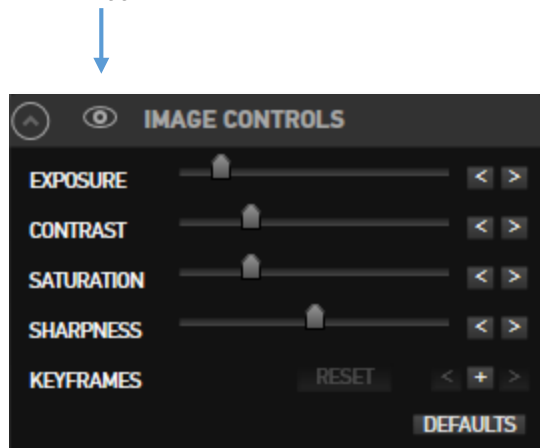 IMAGE CONTROLS
EXPOSURE < >
CONTRAST < >
SATURATION < >
SHARPNESS < >
KEYFRAMES RESET < + >
DEFAULTS